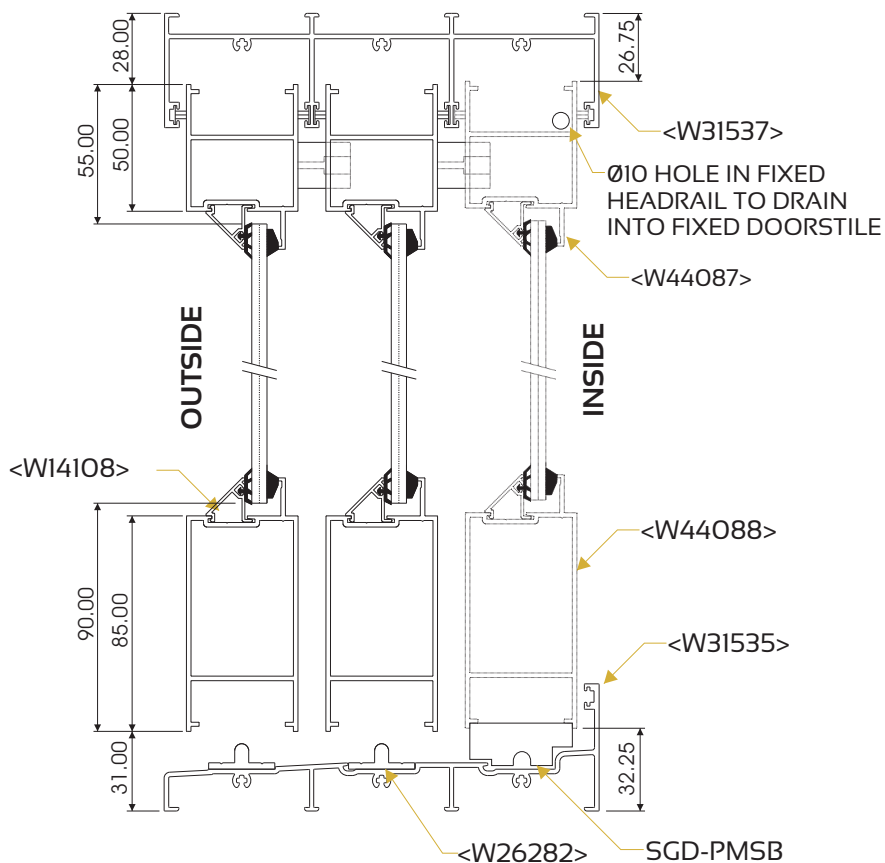 28.00
26.75
55.00
50.00
<W31537>
Ø10 HOLE IN FIXED
HEADRAIL TO DRAIN
INTO FIXED DOORSTILE
<W44087>
OUTSIDE
INSIDE
<W14108>
<W44088>
90.00
85.00
<W31535>
31.00
32.25
<W26282>
SGD-PMSB